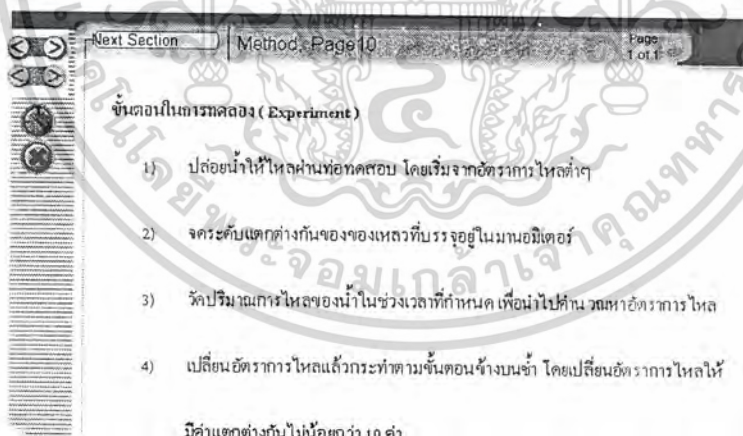 Next Section
Method, Page10
Page
1 of 1
ขั้นตอนในการทดลอง ( Experiment )
1) ปล่อยน้ำให้ไหลผ่านท่อทดสอบ โดยเริ่มจากอัตราการไหลต่ำๆ
2) จดระดับแตกต่างกันของของเหลวที่บรรจุอยู่ในมานอมิเตอร์
3) วัดปริมาณการไหลของน้ำในช่วงเวลาที่กำหนด เพื่อนำไปคำนวณหาอัตราการไหล
4) เปลี่ยนอัตราการไหลแล้วกระทำตามขั้นตอนข้างบนซ้ำ โดยเปลี่ยนอัตราการไหลให้
มีค่าแตกต่างกันไม่น้อยกว่า 10 ค่า